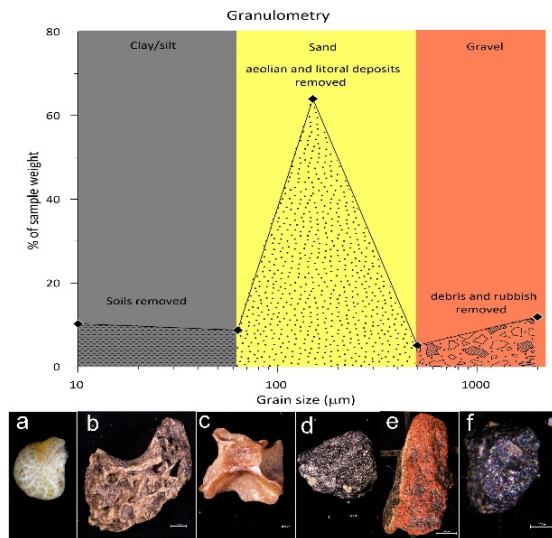 Granulometry
80
Clay/silt
Sand
Gravel
aeolian and litoral deposits
removed
60
% of sample weight
40
20
Soils removed
debris and rubbish
removed
0
10
100
1000
Grain size (μm)
a
b
c
d
e
f